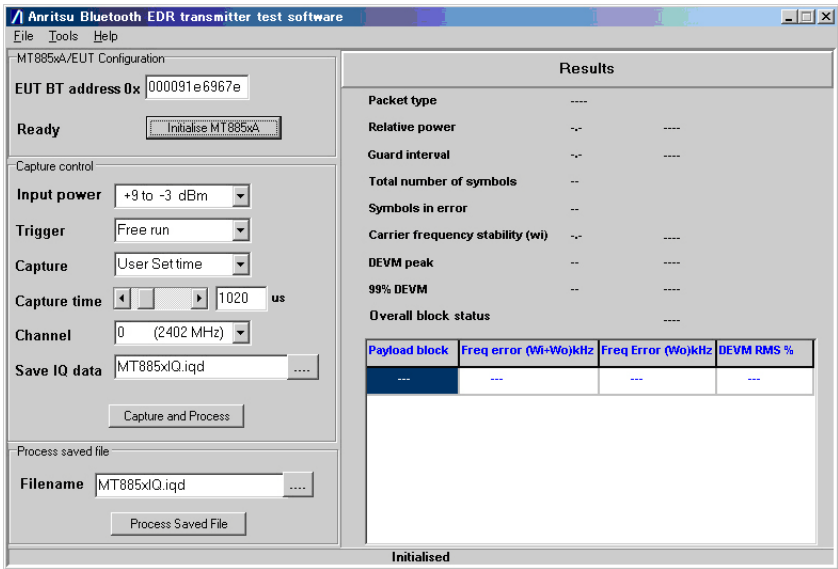 Anritsu Bluetooth EDR transmitter test software
File Tools Help
MT885xA/EUT Configuration
EUT BT address 0x 000091e6967e
Ready Initialise MT885xA
Capture control
Input power +9 to -3 dBm
Trigger Free run
Capture User Set time
Capture time 1020 us
Channel 0 (2402 MHz)
Save IQ data MT885xIQ.iqd ....
Capture and Process
Process saved file
Filename MT885xIQ.iqd ....
Process Saved File
Results
Packet type ----
Relative power -.- ----
Guard interval -.- ----
Total number of symbols --
Symbols in error --
Carrier frequency stability (wi) -.- ----
DEVM peak -- ----
99% DEVM -- ----
Overall block status ----
Payload block Freq error (Wi+Wo)kHz Freq Error (Wo)kHz DEVM RMS %
--- --- --- ---
Initialised